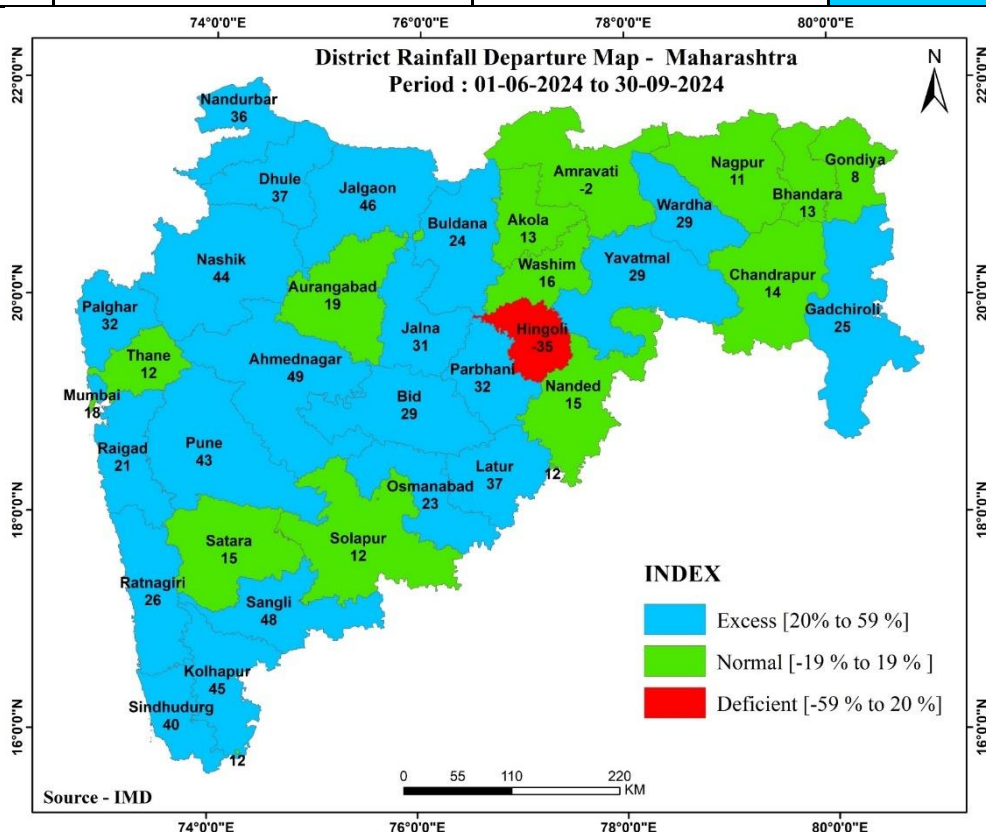 74°0'0"E 76°0'0"E 78°0'0"E 80°0'0"E
District Rainfall Departure Map - Maharashtra
Period : 01-06-2024 to 30-09-2024
N
22°0'0"N
22°0'0"N
20°0'0"N
20°0'0"N
18°0'0"N
18°0'0"N
16°0'0"N
16°0'0"N
Nandurbar
36
Dhule
37
Jalgaon
46
Buldana
24
Akola
13
Amravati
-2
Nagpur
11
Bhandara
13
Gondiya
8
Wardha
29
Washim
16
Yavatmal
29
Chandrapur
14
Gadchiroli
25
Nashik
44
Aurangabad
19
Palghar
32
Thane
12
Mumbai
18
Ahmednagar
49
Jalna
31
Parbhani
32
Hingoli
-35
Nanded
15
Bid
29
Raigad
21
Pune
43
Latur
37
12
Osmanabad
23
Satara
15
Solapur
12
Ratnagiri
26
Sangli
48
Kolhapur
45
Sindhudurg
40
12
INDEX
Excess [20% to 59 %]
Normal [-19 % to 19 % ]
Deficient [-59 % to 20 %]
0 55 110 220
KM
Source - IMD
74°0'0"E 76°0'0"E 78°0'0"E 80°0'0"E